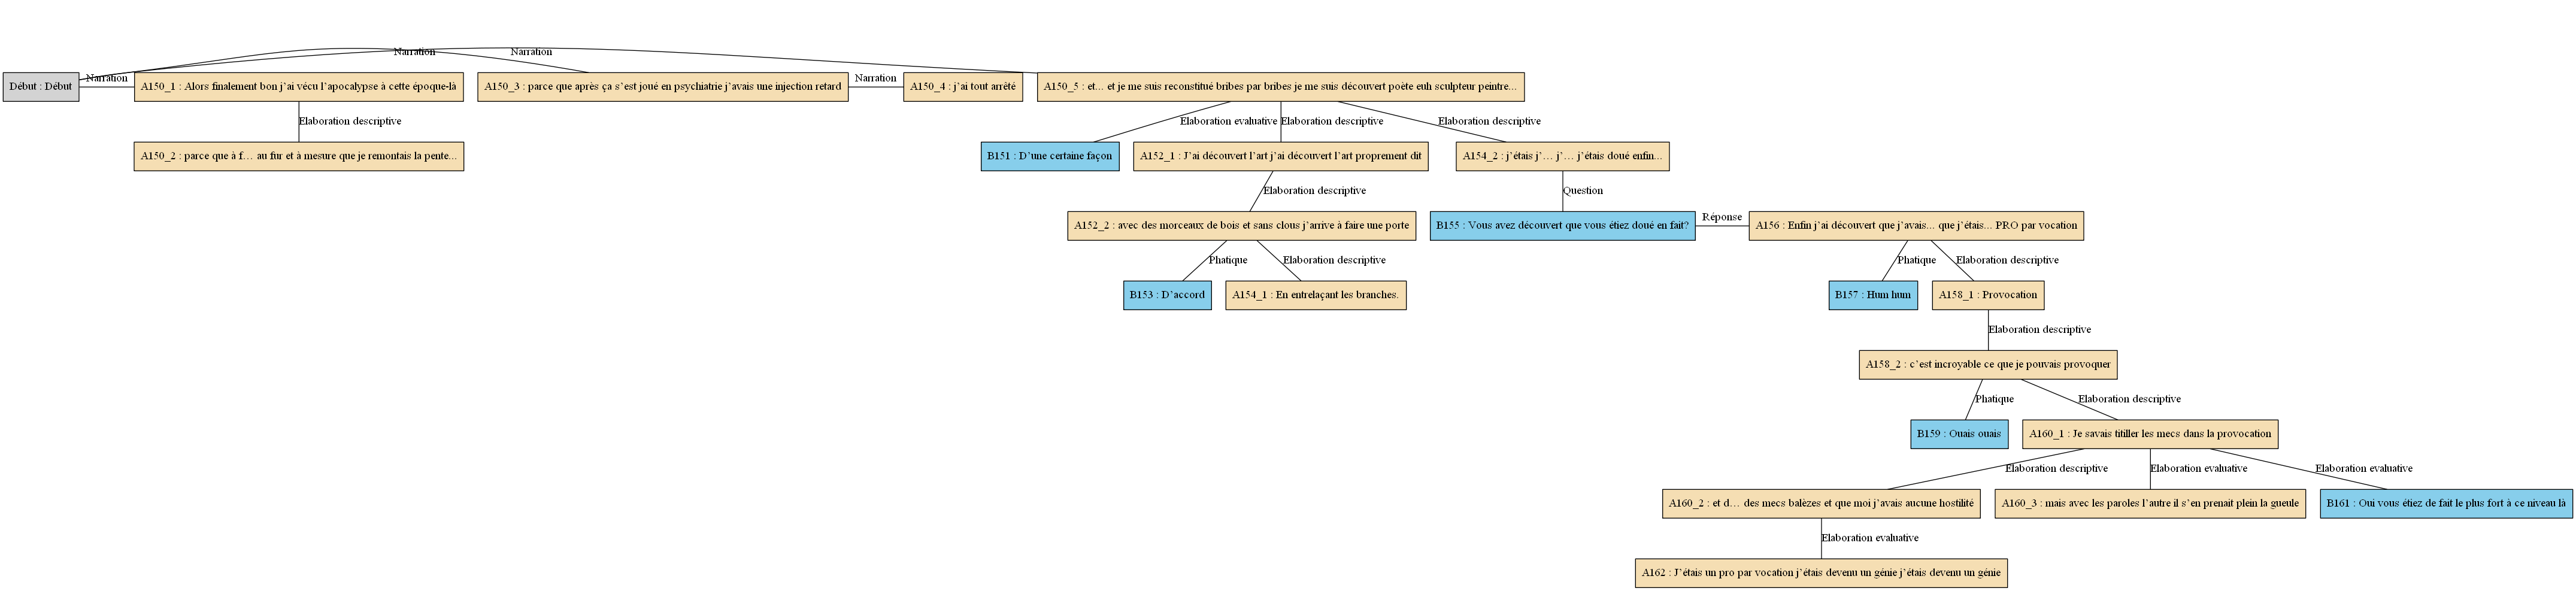 Narration
Narration
Narration
Narration
Début : Début
A150_1 : Alors finalement bon j’ai vécu l’apocalypse à cette époque-là
A150_3 : parce que après ça s’est joué en psychiatrie j’avais une injection retard
A150_4 : j’ai tout arrêté
A150_5 : et... et je me suis reconstitué bribes par bribes je me suis découvert poète euh sculpteur peintre...
Elaboration descriptive
Elaboration evaluative
Elaboration descriptive
Elaboration descriptive
A150_2 : parce que à f… au fur et à mesure que je remontais la pente...
B151 : D’une certaine façon
A152_1 : J’ai découvert l’art j’ai découvert l’art proprement dit
A154_2 : j’étais j’… j’… j’étais doué enfin...
Elaboration descriptive
Question
A152_2 : avec des morceaux de bois et sans clous j’arrive à faire une porte
B155 : Vous avez découvert que vous étiez doué en fait?
Réponse
A156 : Enfin j’ai découvert que j’avais... que j’étais... PRO par vocation
Phatique
Elaboration descriptive
Phatique
Elaboration descriptive
B153 : D’accord
A154_1 : En entrelaçant les branches.
B157 : Hum hum
A158_1 : Provocation
Elaboration descriptive
A158_2 : c’est incroyable ce que je pouvais provoquer
Phatique
Elaboration descriptive
B159 : Ouais ouais
A160_1 : Je savais titiller les mecs dans la provocation
Elaboration descriptive
Elaboration evaluative
Elaboration evaluative
A160_2 : et d… des mecs balèzes et que moi j’avais aucune hostilité
A160_3 : mais avec les paroles l’autre il s’en prenait plein la gueule
B161 : Oui vous étiez de fait le plus fort à ce niveau là
Elaboration evaluative
A162 : J’étais un pro par vocation j’étais devenu un génie j’étais devenu un génie